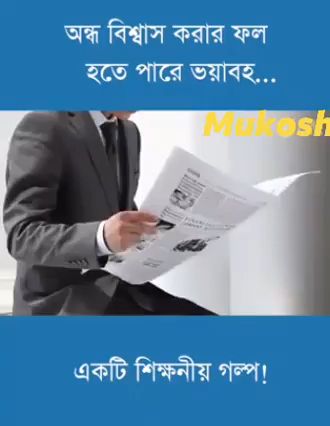 অন্ধ বিশ্বাস করার ফল
হতে পারে ভয়াবহ...
Mukosh
একটি শিক্ষনীয় গল্প!